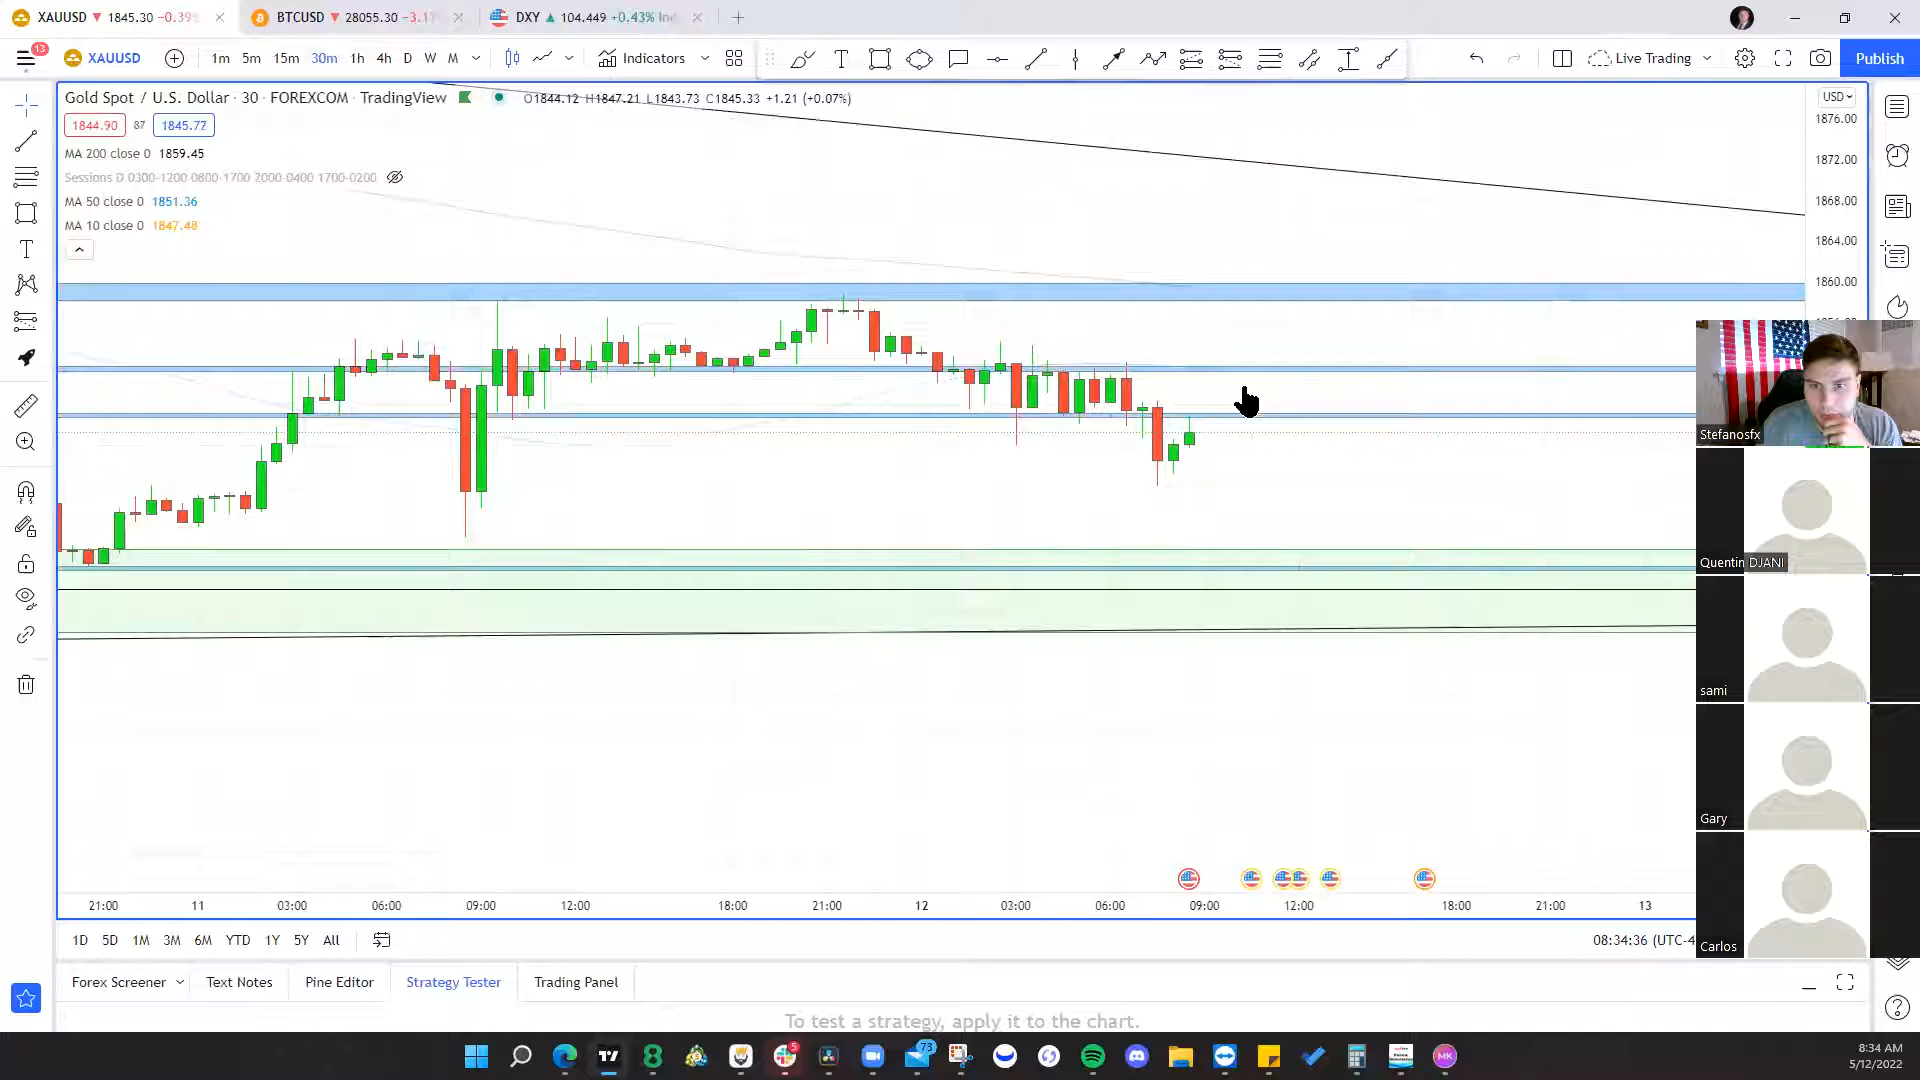 XAUUSD ▼ 1845.30 −0.39%
BTCUSD ▼ 28055.30 −3.1
DXY ▲ 104.449 +0.43%
13
XAUUSD
1m 5m 15m 30m 1h 4h D W M
Indicators
Live Trading
Publish
Gold Spot / U.S. Dollar · 30 · FOREXCOM · TradingView
O1844.12 H1847.21 L1843.73 C1845.33 +1.21 (+0.07%)
USD
1844.90 87 1845.77
MA 200 close 0 1859.45
Sessions D 0300-1200 0800-1700 2000-0400 1700-0200
MA 50 close 0 1851.36
MA 10 close 0 1847.48
1876.00
1872.00
1868.00
1864.00
1860.00
Stefanosfx
Quentin DJANI
sami
Gary
Carlos
21:00 11 03:00 06:00 09:00 12:00 18:00 21:00 12 03:00 06:00 09:00 12:00 18:00 21:00 13
1D 5D 1M 3M 6M YTD 1Y 5Y All
08:34:36 (UTC-4
Forex Screener Text Notes Pine Editor Strategy Tester Trading Panel
To test a strategy, apply it to the chart.
5
73
MK
8:34 AM
5/12/2022